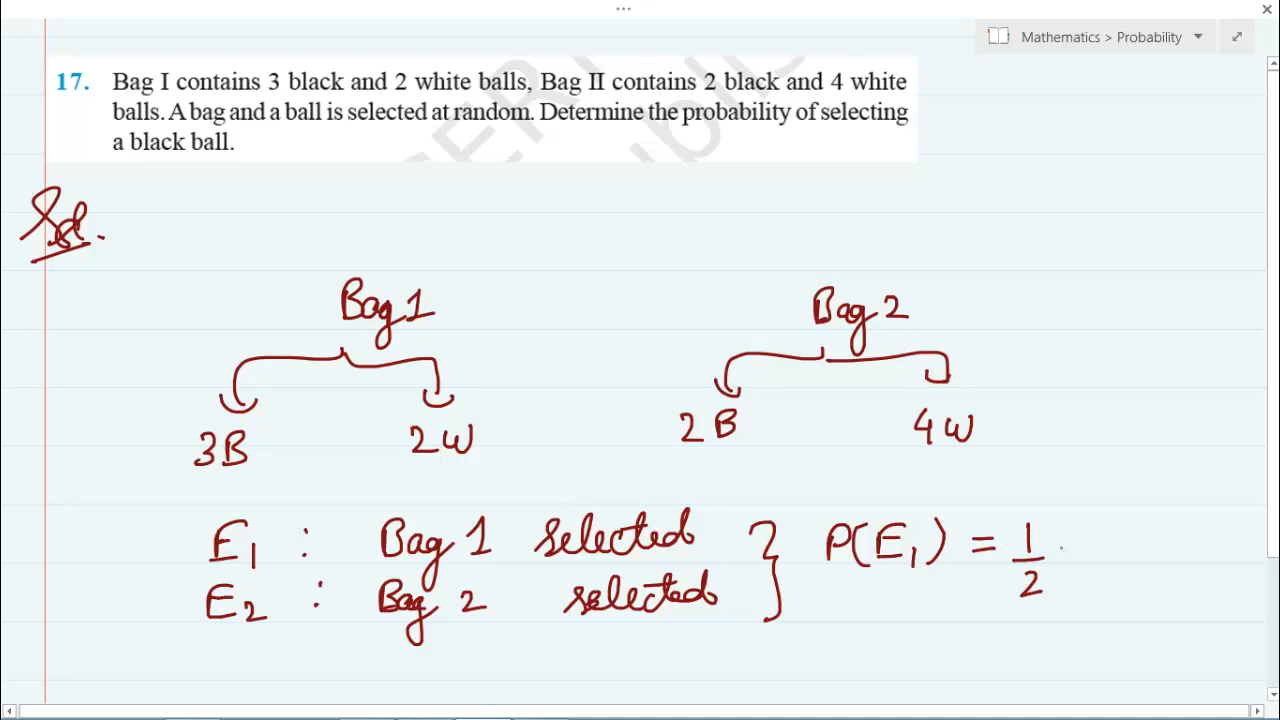 Mathematics > Probability
17. Bag I contains 3 black and 2 white balls, Bag II contains 2 black and 4 white
balls. A bag and a ball is selected at random. Determine the probability of selecting
a black ball.
Sol.
Bag 1 Bag 2
3B 2W 2B 4W
E₁ : Bag 1 selected } P(E₁) = 1/2
E₂ : Bag 2 selected